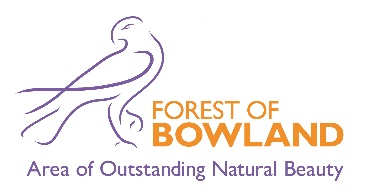 FOREST OF
BOWLAND
Area of Outstanding Natural Beauty